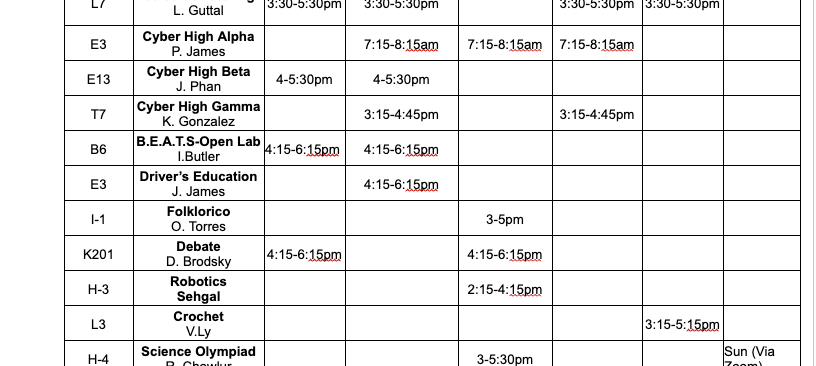 L7 L. Guttal 3:30-5:30pm 3:30-5:30pm 3:30-5:30pm 3:30-5:30pm
E3 Cyber High Alpha 7:15-8:15am 7:15-8:15am 7:15-8:15am
P. James
E13 Cyber High Beta 4-5:30pm 4-5:30pm
J. Phan
T7 Cyber High Gamma 3:15-4:45pm 3:15-4:45pm
K. Gonzalez
B6 B.E.A.T.S-Open Lab 4:15-6:15pm 4:15-6:15pm
I.Butler
E3 Driver's Education 4:15-6:15pm
J. James
I-1 Folklorico 3-5pm
O. Torres
K201 Debate 4:15-6:15pm 4:15-6:15pm
D. Brodsky
H-3 Robotics 2:15-4:15pm
Sehgal
L3 Crochet 3:15-5:15pm
V.Ly
H-4 Science Olympiad 3-5:30pm Sun (Via